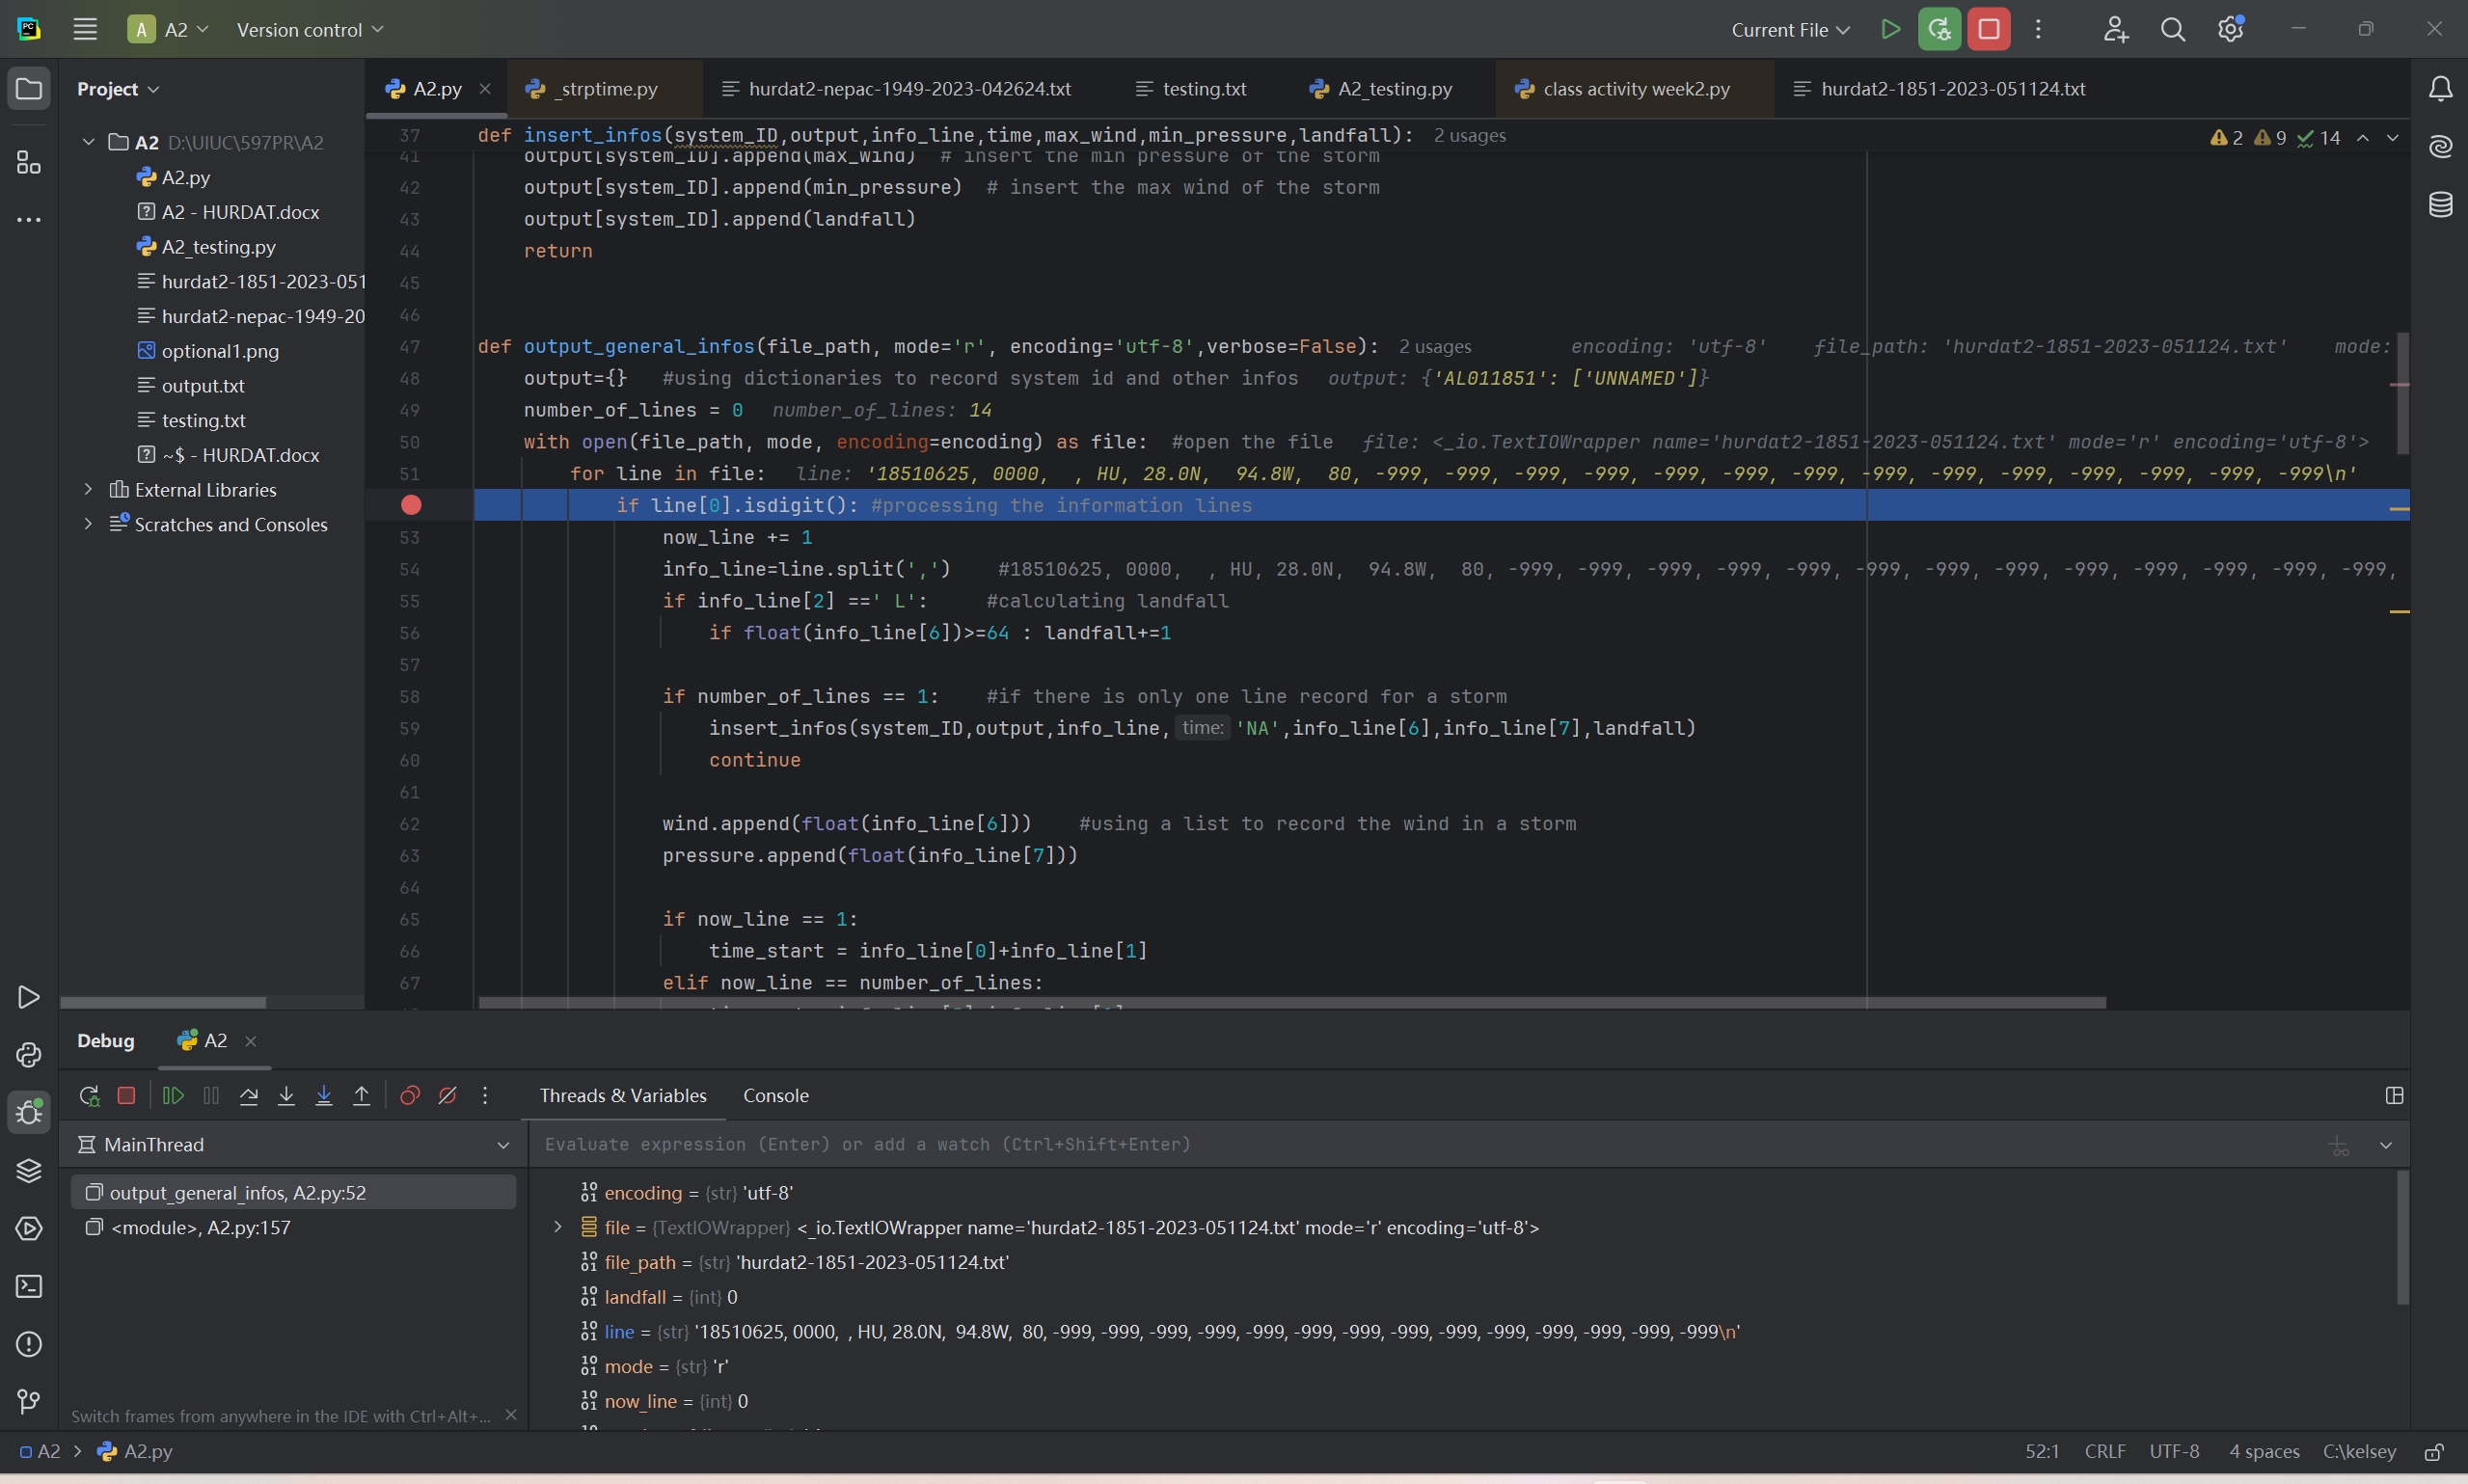 A A2 Version control Current File
Project
A2 D:\UIUC\597PR\A2
A2.py
A2 - HURDAT.docx
A2_testing.py
hurdat2-1851-2023-051
hurdat2-nepac-1949-20
optional1.png
output.txt
testing.txt
~$ - HURDAT.docx
External Libraries
Scratches and Consoles
A2.py _strptime.py hurdat2-nepac-1949-2023-042624.txt testing.txt A2_testing.py class activity week2.py hurdat2-1851-2023-051124.txt
37 def insert_infos(system_ID,output,info_line,time,max_wind,min_pressure,landfall): 2 usages 2 9 14
41 output[system_ID].append(max_wind) # insert the min pressure of the storm
42 output[system_ID].append(min_pressure) # insert the max wind of the storm
43 output[system_ID].append(landfall)
44 return
45
46
47 def output_general_infos(file_path, mode='r', encoding='utf-8',verbose=False): 2 usages encoding: 'utf-8' file_path: 'hurdat2-1851-2023-051124.txt' mode:
48 output={} #using dictionaries to record system id and other infos output: {'AL011851': ['UNNAMED']}
49 number_of_lines = 0 number_of_lines: 14
50 with open(file_path, mode, encoding=encoding) as file: #open the file file: <_io.TextIOWrapper name='hurdat2-1851-2023-051124.txt' mode='r' encoding='utf-8'>
51 for line in file: line: '18510625, 0000, , HU, 28.0N, 94.8W, 80, -999, -999, -999, -999, -999, -999, -999, -999, -999, -999, -999, -999, -999, -999\n'
if line[0].isdigit(): #processing the information lines
53 now_line += 1
54 info_line=line.split(',') #18510625, 0000, , HU, 28.0N, 94.8W, 80, -999, -999, -999, -999, -999, -999, -999, -999, -999, -999, -999, -999, -999,
55 if info_line[2] ==' L': #calculating landfall
56 if float(info_line[6])>=64 : landfall+=1
57
58 if number_of_lines == 1: #if there is only one line record for a storm
59 insert_infos(system_ID,output,info_line, time: 'NA',info_line[6],info_line[7],landfall)
60 continue
61
62 wind.append(float(info_line[6])) #using a list to record the wind in a storm
63 pressure.append(float(info_line[7]))
64
65 if now_line == 1:
66 time_start = info_line[0]+info_line[1]
67 elif now_line == number_of_lines:
Debug A2
Threads & Variables Console
MainThread
Evaluate expression (Enter) or add a watch (Ctrl+Shift+Enter)
output_general_infos, A2.py:52
<module>, A2.py:157
encoding = {str} 'utf-8'
file = {TextIOWrapper} <_io.TextIOWrapper name='hurdat2-1851-2023-051124.txt' mode='r' encoding='utf-8'>
file_path = {str} 'hurdat2-1851-2023-051124.txt'
landfall = {int} 0
line = {str} '18510625, 0000, , HU, 28.0N, 94.8W, 80, -999, -999, -999, -999, -999, -999, -999, -999, -999, -999, -999, -999, -999, -999\n'
mode = {str} 'r'
now_line = {int} 0
Switch frames from anywhere in the IDE with Ctrl+Alt+...
A2 > A2.py 52:1 CRLF UTF-8 4 spaces C:\kelsey